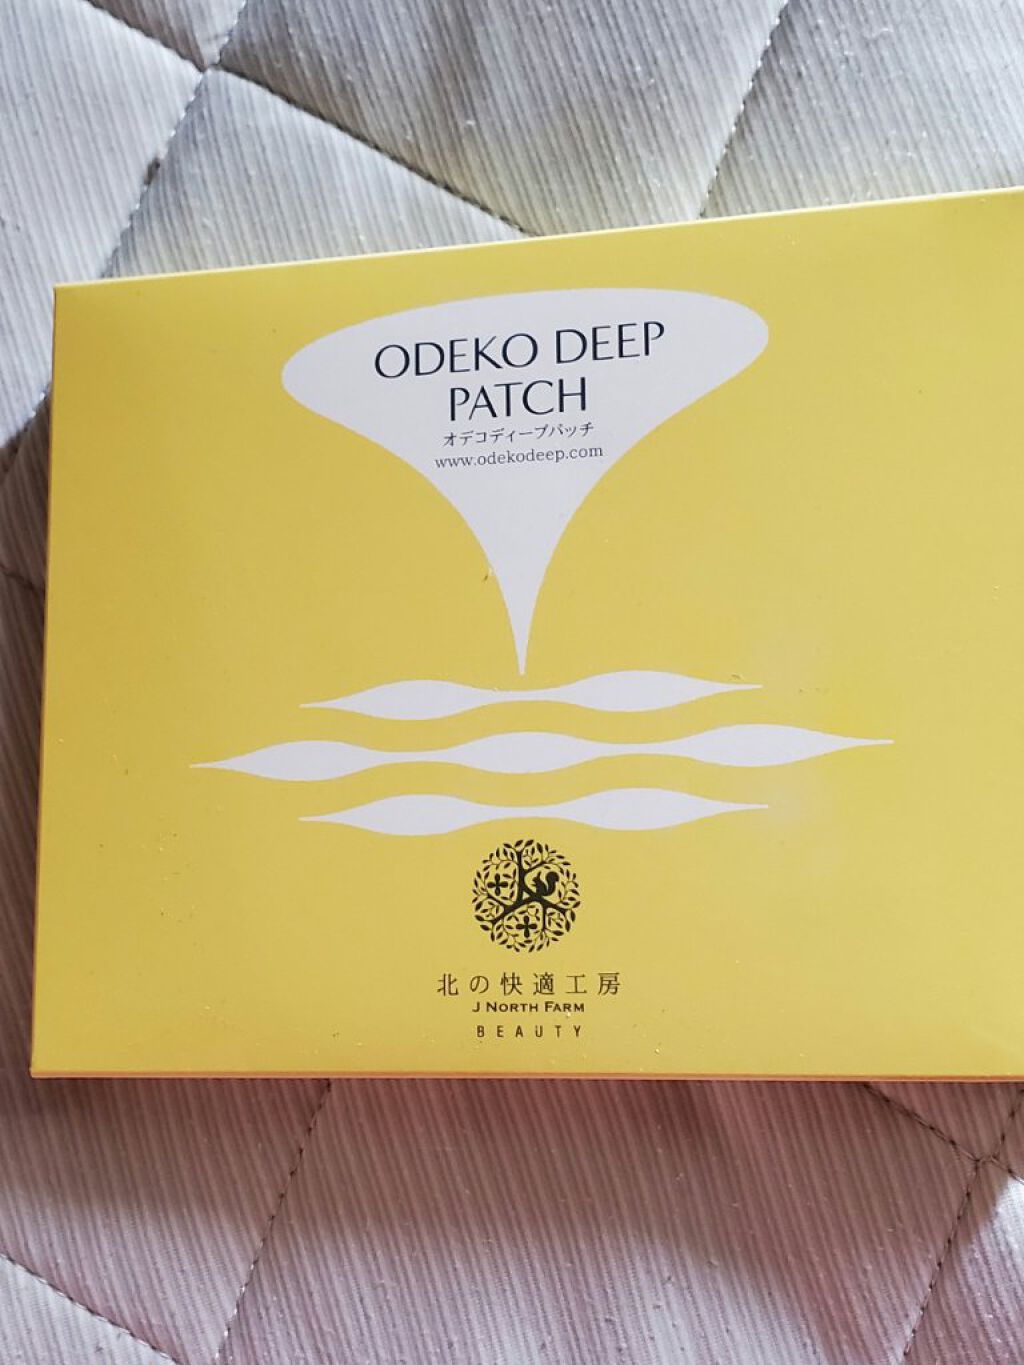 ODEKO DEEP
PATCH
オデコディープパッチ
www.odekodeep.com
北の快適工房
J NORTH FARM
BEAUTY